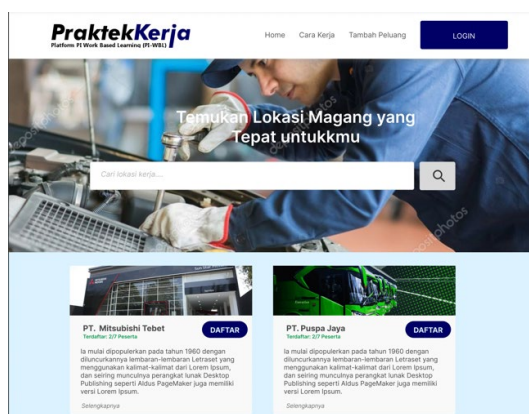 PraktekKerja
Platform PI Work Based Learning (PI-WBL)
Home Cara Kerja Tambah Peluang LOGIN
Temukan Lokasi Magang yang
Tepat untukkmu
Cari lokasi kerja....
depositphotos
PT. Mitsubishi Tebet
Terdaftar: 2/7 Peserta
DAFTAR
Ia mulai dipopulerkan pada tahun 1960 dengan
diluncurkannya lembaran-lembaran Letraset yang
menggunakan kalimat-kalimat dari Lorem Ipsum,
dan seiring munculnya perangkat lunak Desktop
Publishing seperti Aldus PageMaker juga memiliki
versi Lorem Ipsum.
Selengkapnya
PT. Puspa Jaya
Terdaftar: 2/7 Peserta
DAFTAR
Ia mulai dipopulerkan pada tahun 1960 dengan
diluncurkannya lembaran-lembaran Letraset yang
menggunakan kalimat-kalimat dari Lorem Ipsum,
dan seiring munculnya perangkat lunak Desktop
Publishing seperti Aldus PageMaker juga memiliki
versi Lorem Ipsum.
Selengkapnya